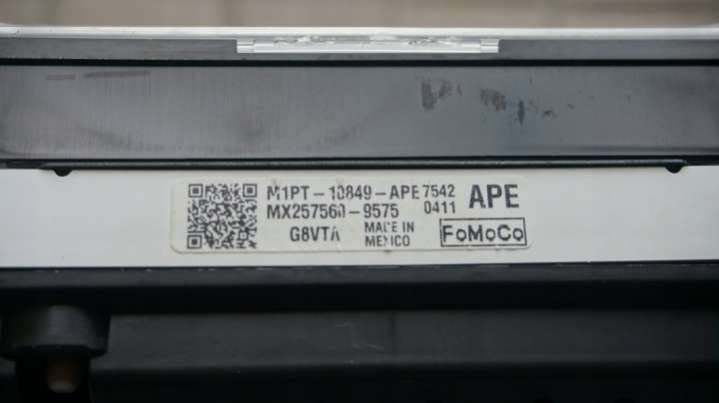 M1PT-10849-APE 7542 APE
MX257560-9575 0411
G8VTA MADE IN MEXICO FoMoCo